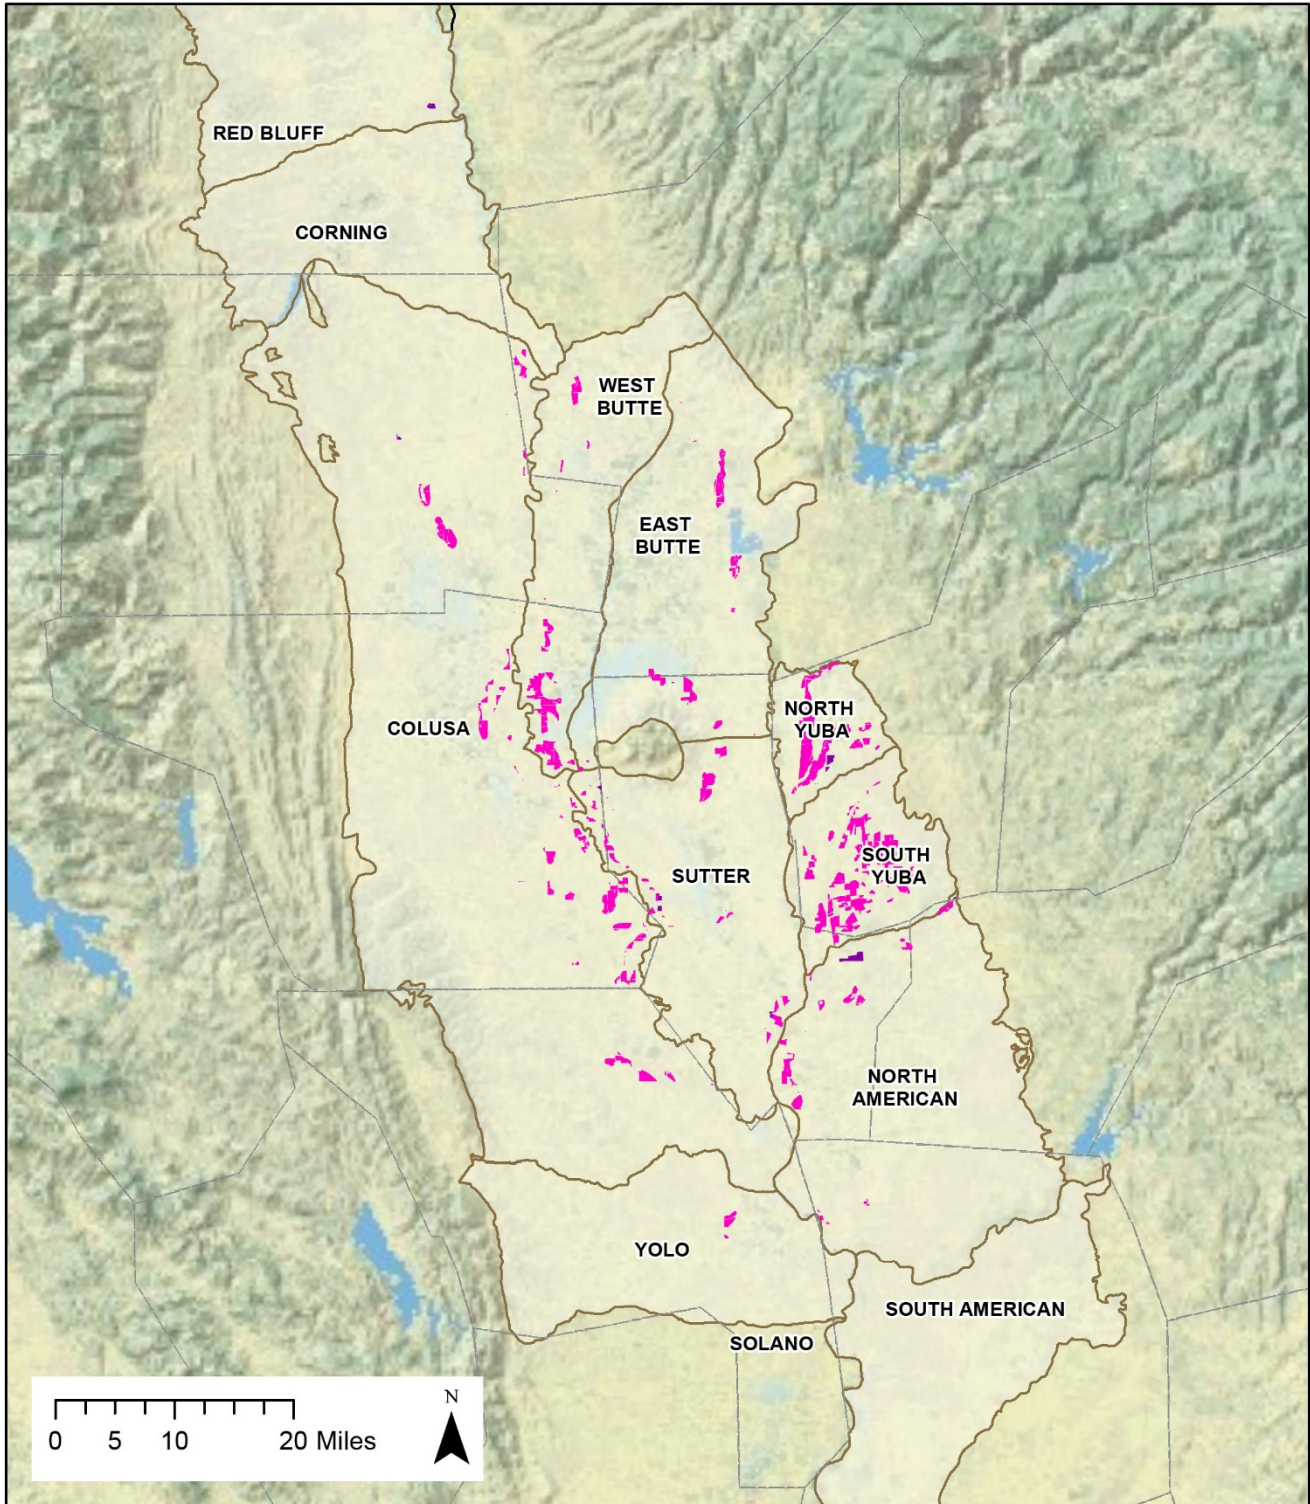 RED BLUFF
CORNING
WEST
BUTTE
EAST
BUTTE
COLUSA
NORTH
YUBA
SOUTH
YUBA
SUTTER
NORTH
AMERICAN
YOLO
SOUTH AMERICAN
SOLANO
N
0 5 10 20 Miles